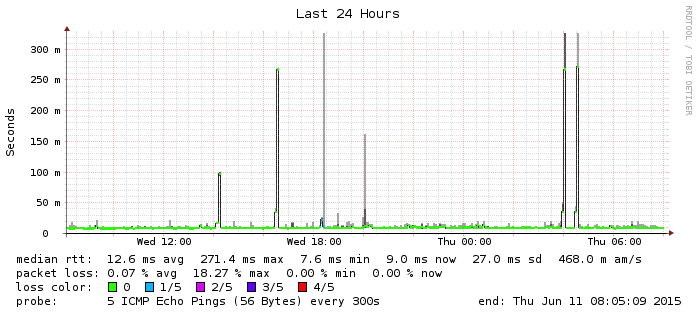 Last 24 Hours
RRDTOOL / TOBI OETIKER
Seconds
300 m
250 m
200 m
150 m
100 m
50 m
0
Wed 12:00 Wed 18:00 Thu 00:00 Thu 06:00
median rtt: 12.6 ms avg 271.4 ms max 7.6 ms min 9.0 ms now 27.0 ms sd 468.0 m am/s
packet loss: 0.07 % avg 18.27 % max 0.00 % min 0.00 % now
loss color: 0 1/5 2/5 3/5 4/5
probe: 5 ICMP Echo Pings (56 Bytes) every 300s end: Thu Jun 11 08:05:09 2015